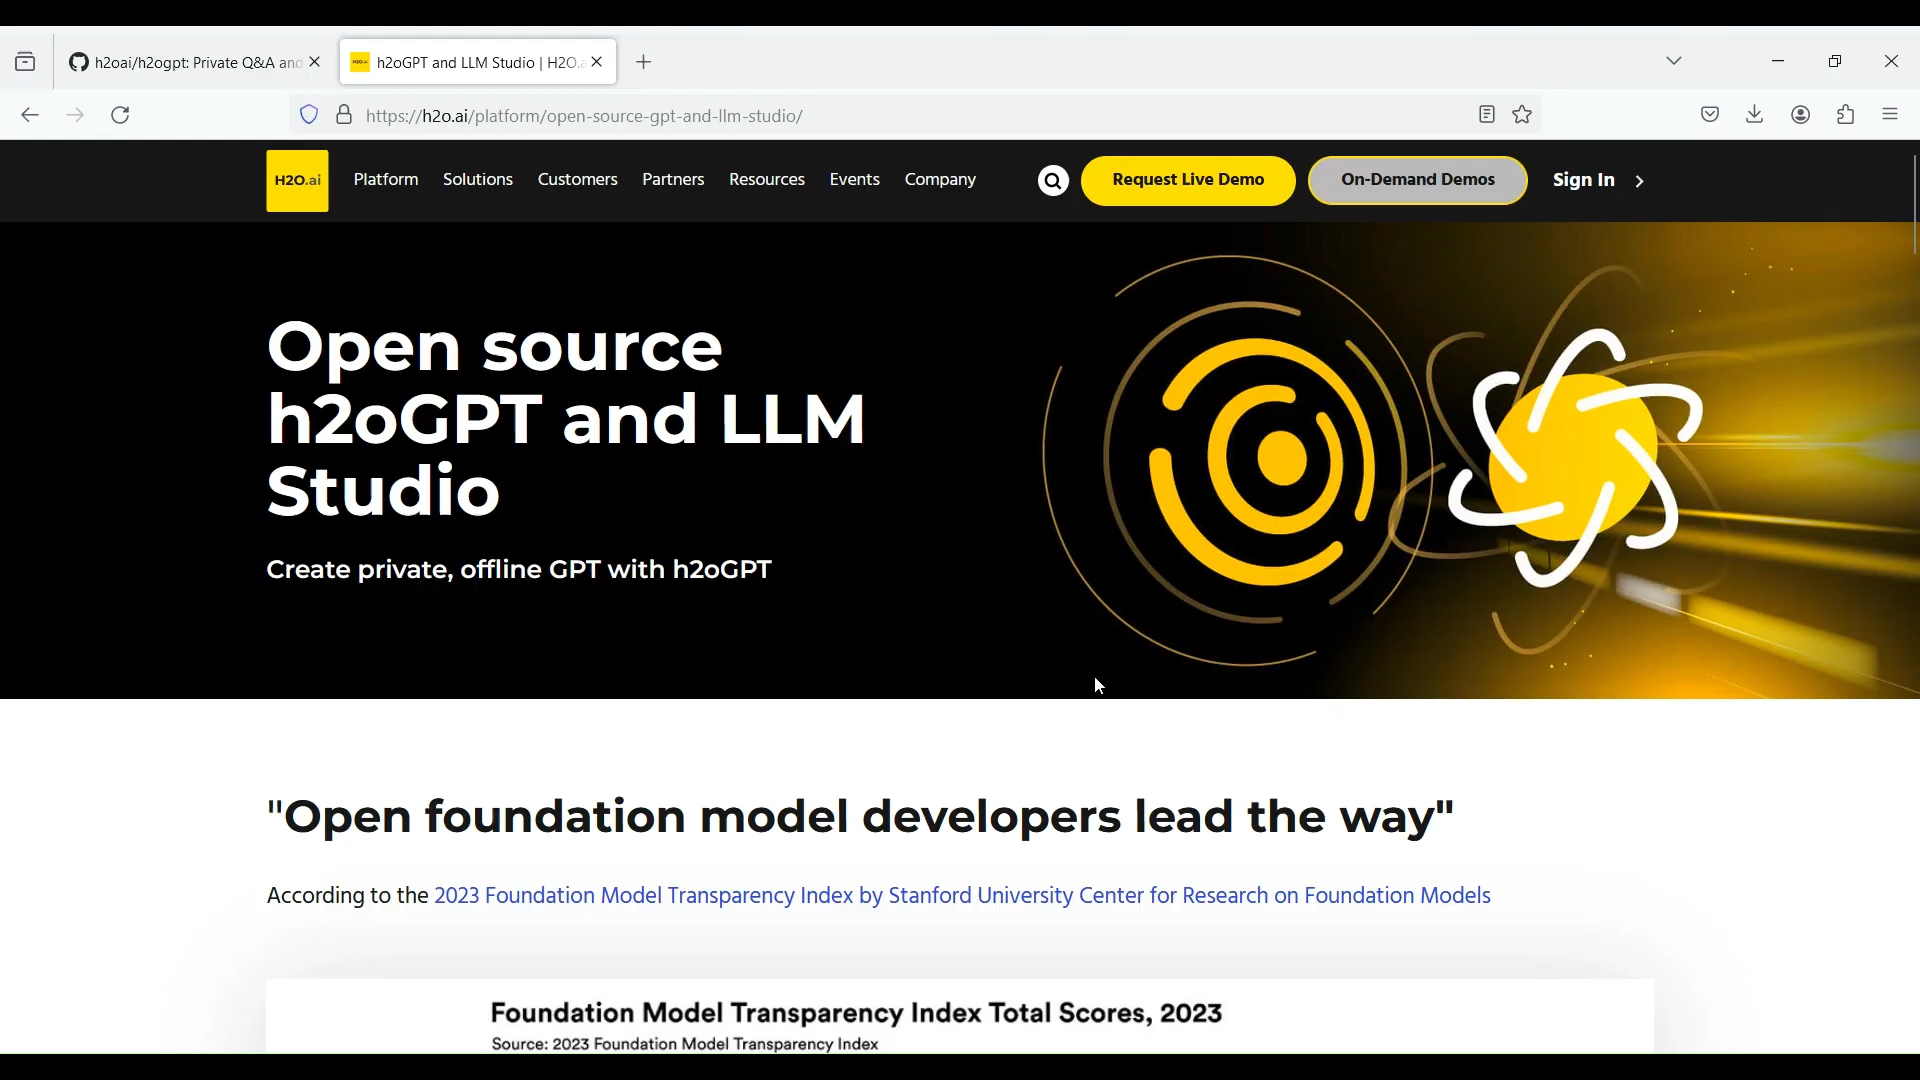 h2oai/h2ogpt: Private Q&A and
h2oGPT and LLM Studio | H2O.a
https://h2o.ai/platform/open-source-gpt-and-llm-studio/
H2O.ai
Platform
Solutions
Customers
Partners
Resources
Events
Company
Request Live Demo
On-Demand Demos
Sign In
Open source
h2oGPT and LLM
Studio
Create private, offline GPT with h2oGPT
"Open foundation model developers lead the way"
According to the 2023 Foundation Model Transparency Index by Stanford University Center for Research on Foundation Models
Foundation Model Transparency Index Total Scores, 2023
Source: 2023 Foundation Model Transparency Index